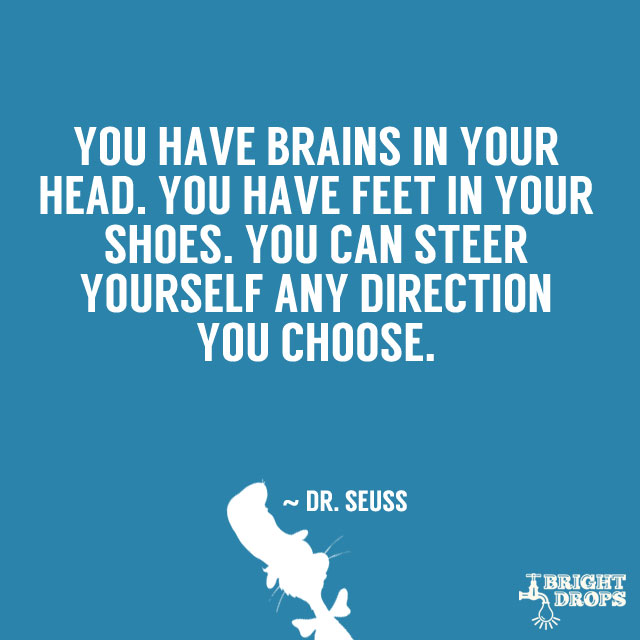 YOU HAVE BRAINS IN YOUR
HEAD. YOU HAVE FEET IN YOUR
SHOES. YOU CAN STEER
YOURSELF ANY DIRECTION
YOU CHOOSE.
~ DR. SEUSS
BRIGHT
DROPS